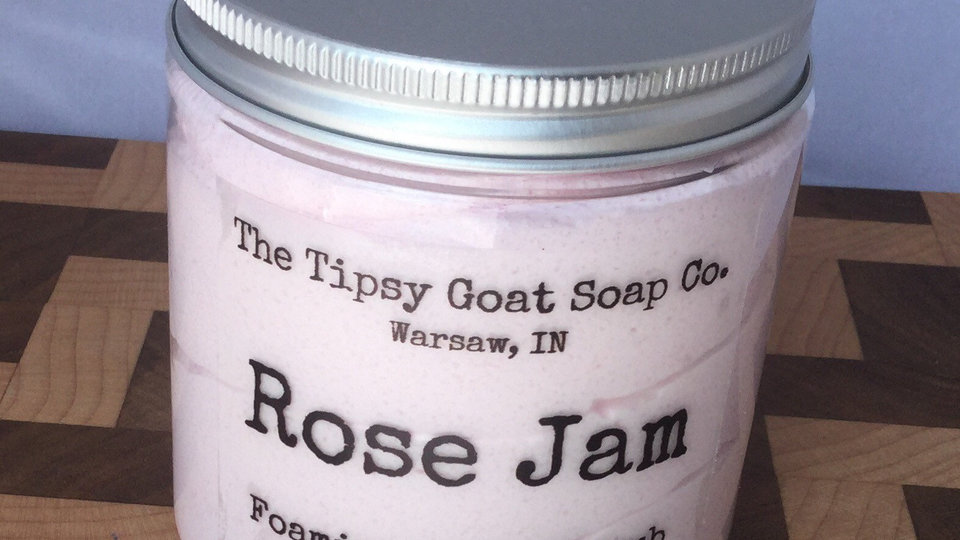 The Tipsy Goat Soap Co.
Warsaw, IN
Rose Jam